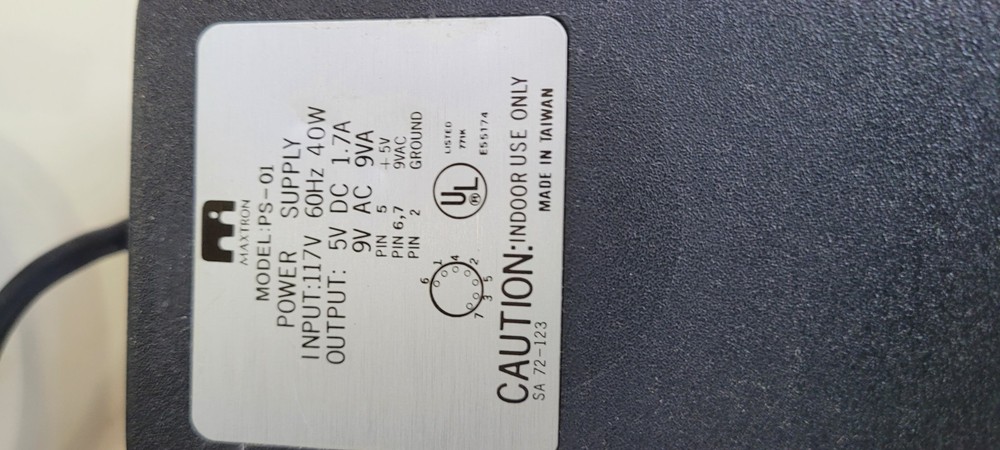 MAXTRON
MODEL:PS-01
POWER SUPPLY
INPUT:117V 60Hz 40W
OUTPUT: 5V DC 1.7A
9V AC 9VA
PIN 5 +5V
PIN 6,7 9VAC
PIN 2 GROUND
6 1 4 2 5 3 7
UL ®
LISTED
771K
E55174
CAUTION:INDOOR USE ONLY
SA 72-123 MADE IN TAIWAN